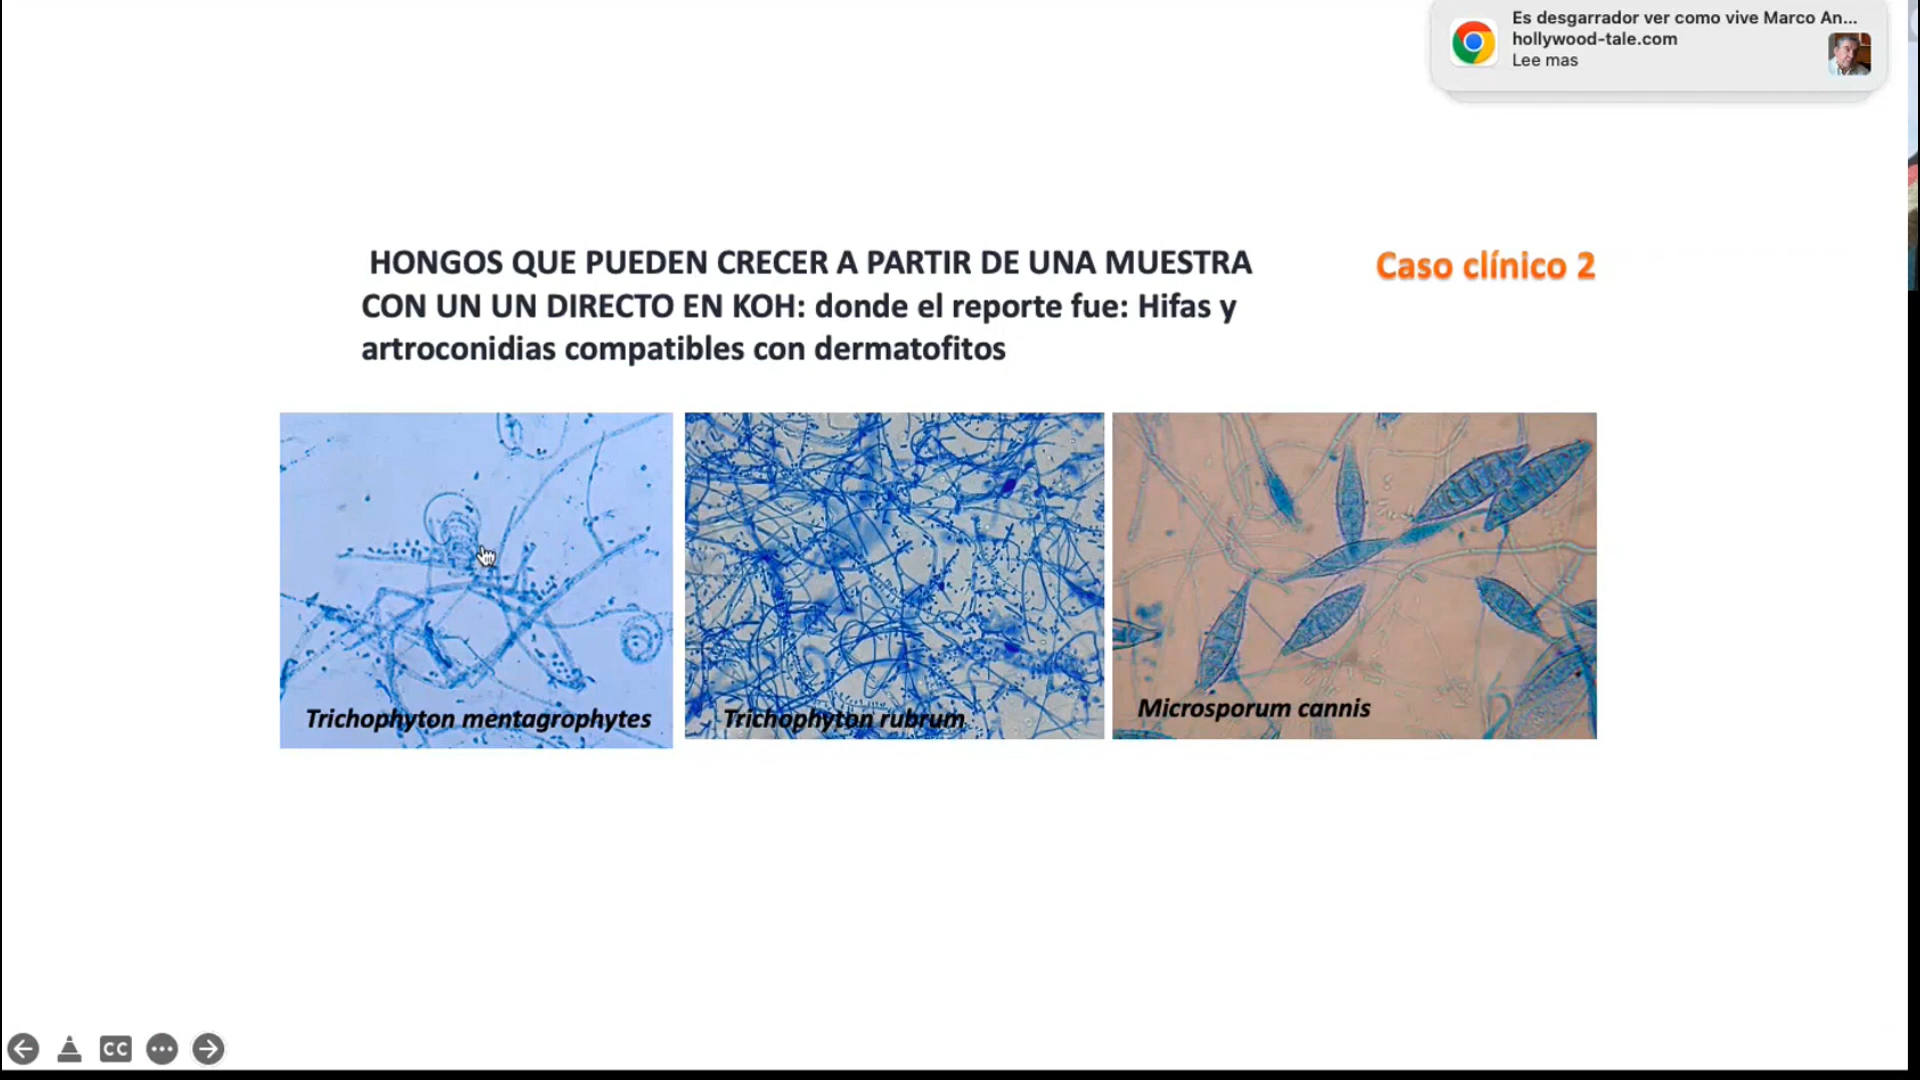 Es desgarrador ver como vive Marco An...
hollywood-tale.com
Lee mas
HONGOS QUE PUEDEN CRECER A PARTIR DE UNA MUESTRA
CON UN UN DIRECTO EN KOH: donde el reporte fue: Hifas y
artroconidias compatibles con dermatofitos
Caso clínico 2
Trichophyton mentagrophytes
Trichophyton rubrum
Microsporum cannis
CC